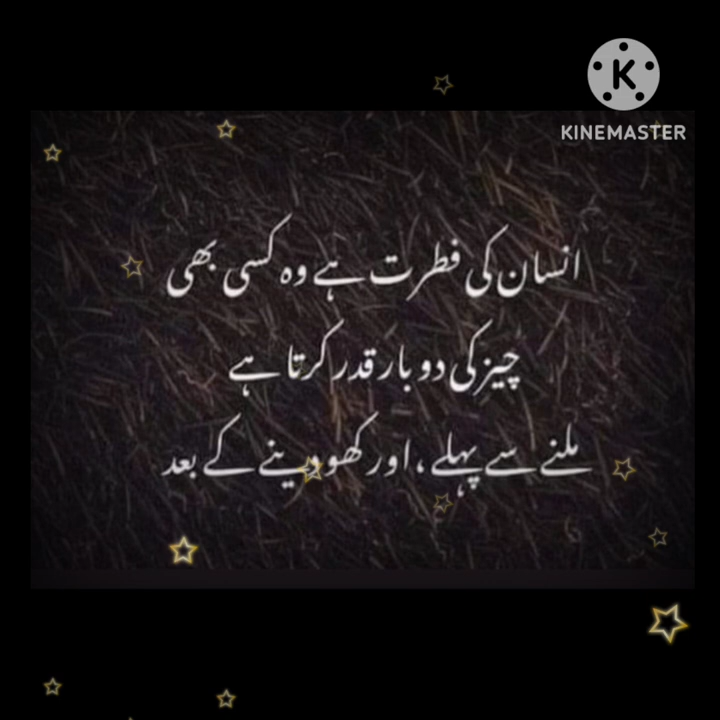 KINEMASTER
انسان کی فطرت ہے وہ کسی بھی
چیز کی دو بار قدر کرتا ہے
ملنے سے پہلے، اور کھو دینے کے بعد